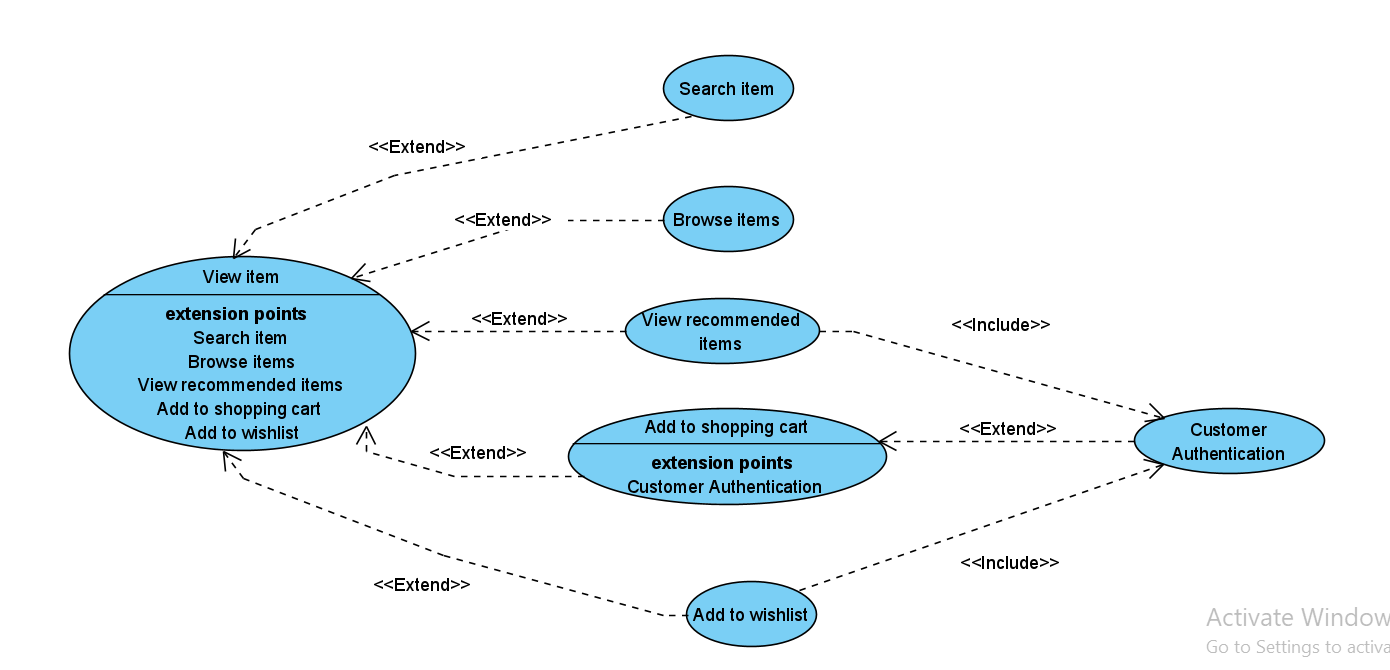 Search item
<<Extend>>
<<Extend>>
Browse items
View item
extension points
Search item
Browse items
View recommended items
Add to shopping cart
Add to wishlist
<<Extend>>
View recommended
items
<<Include>>
Add to shopping cart
extension points
Customer Authentication
<<Extend>>
<<Extend>>
Customer
Authentication
<<Extend>>
Add to wishlist
<<Include>>
Activate Window
Go to Settings to activa